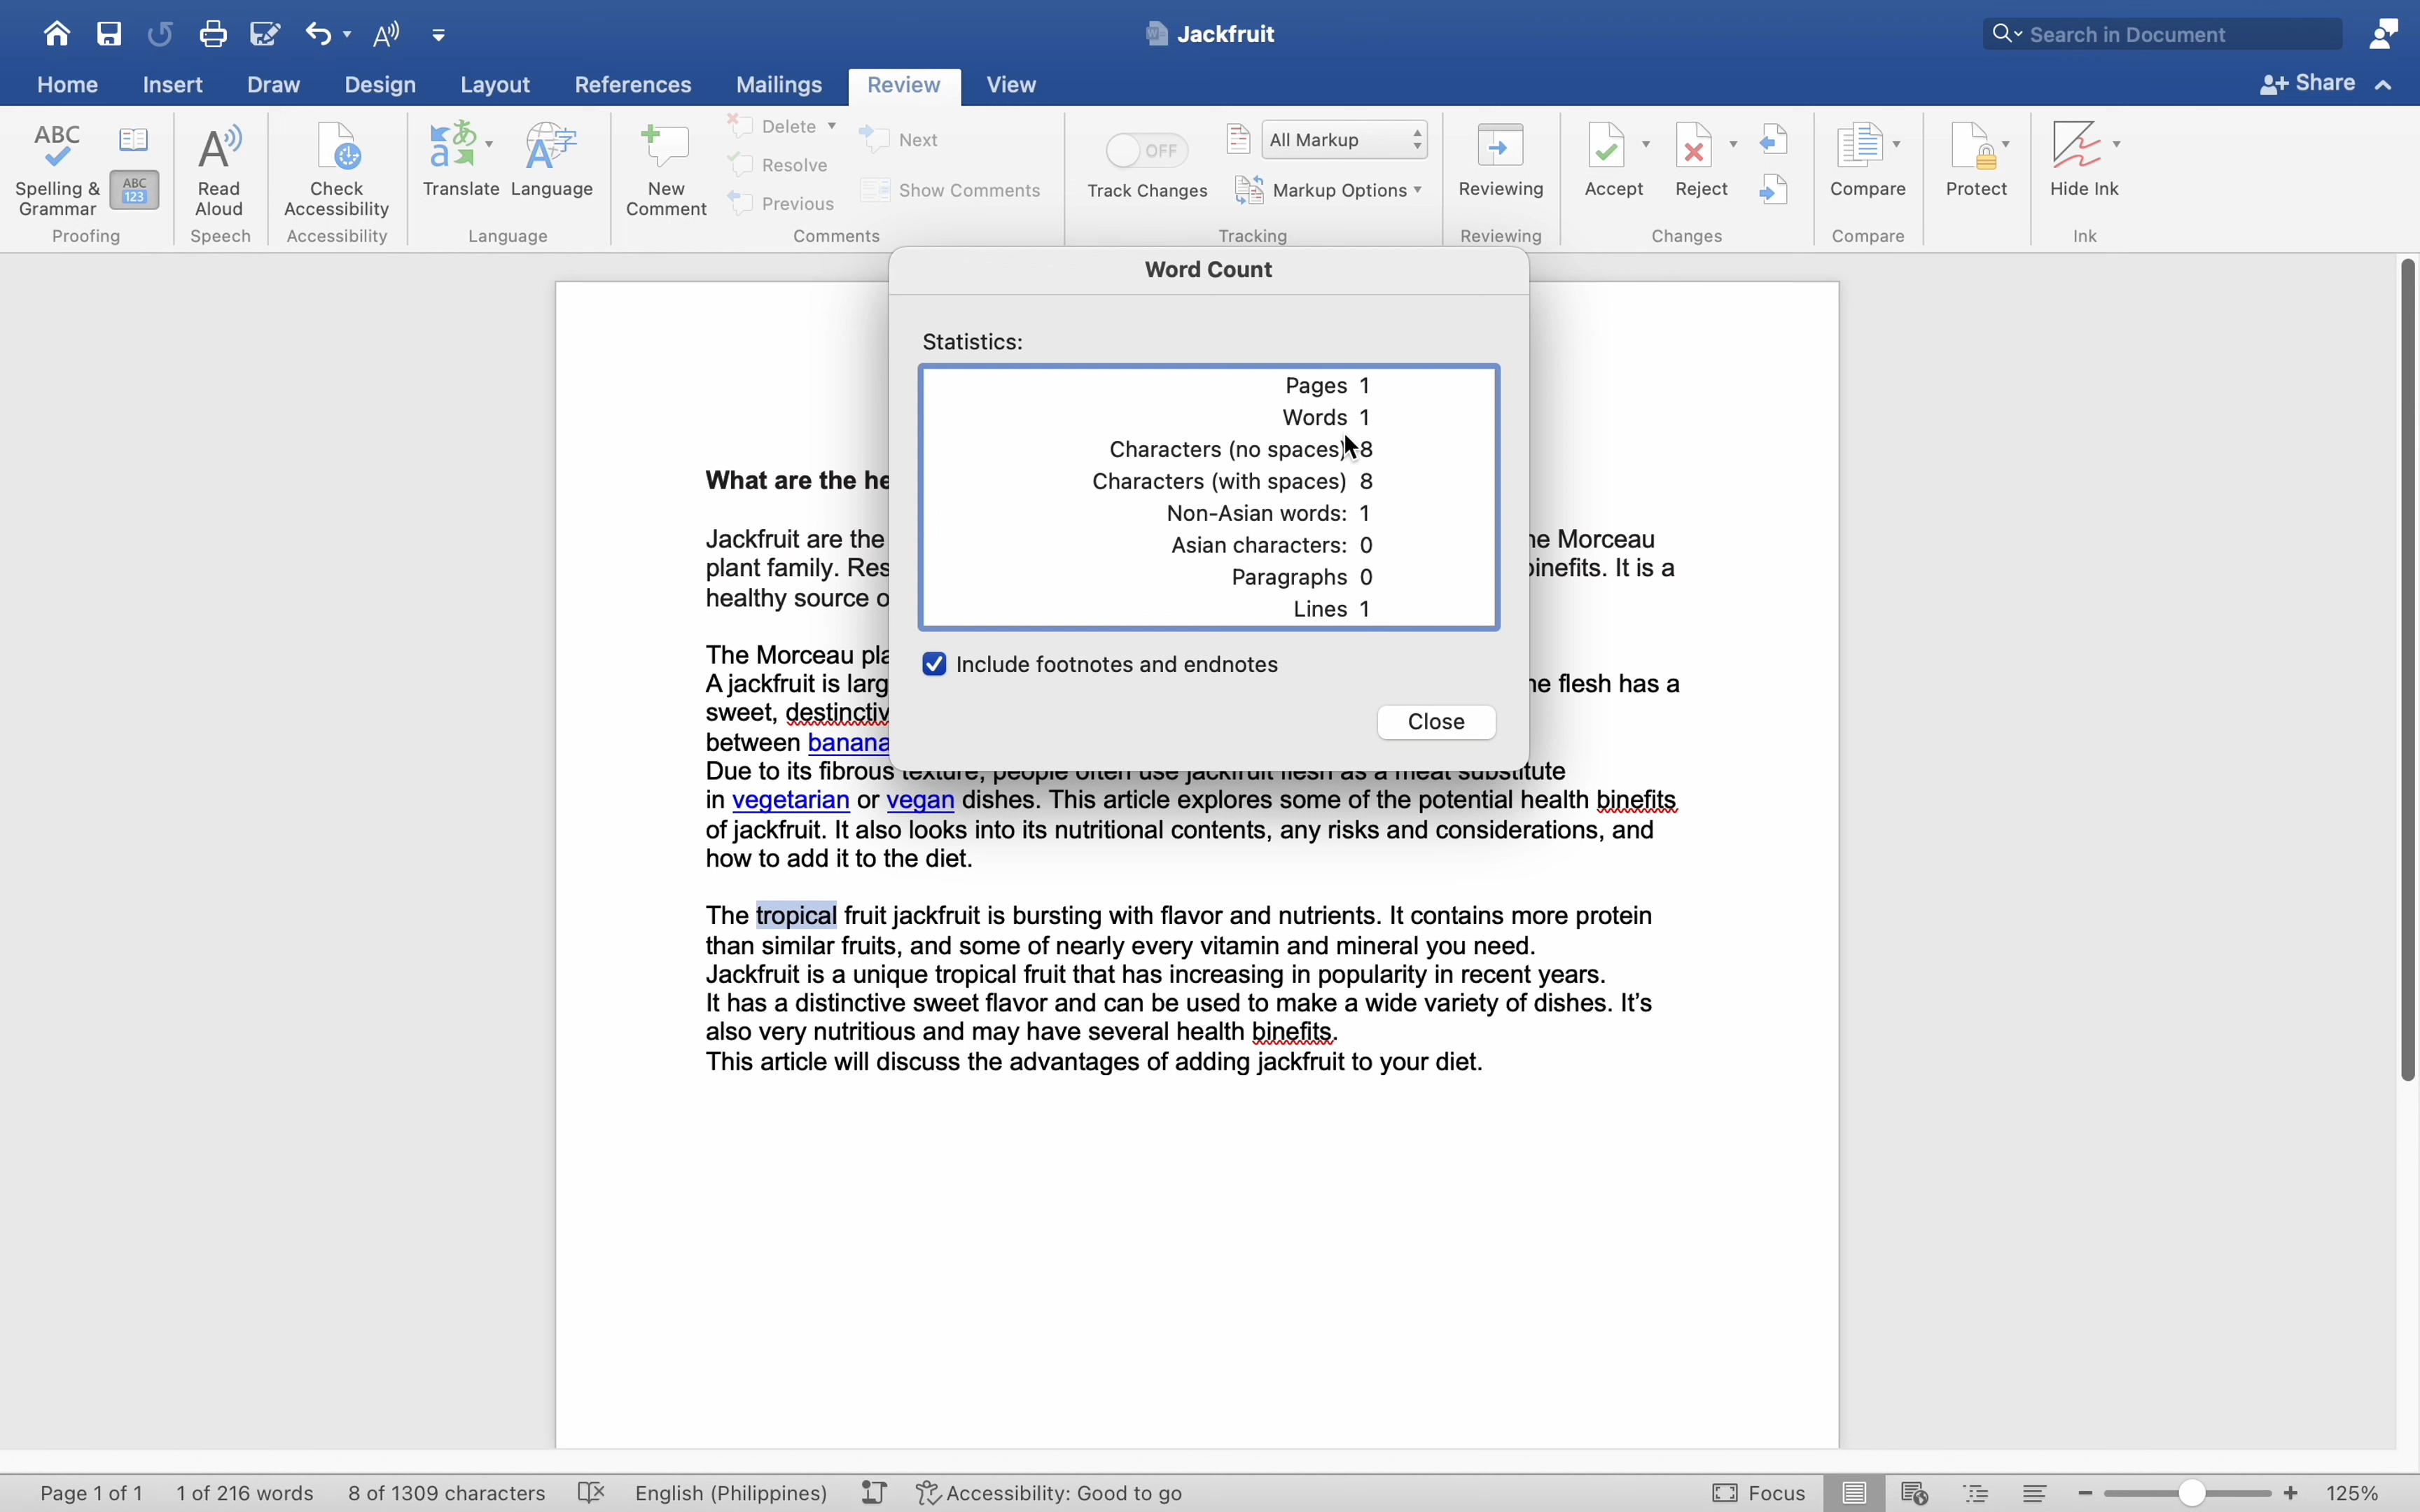 Jackfruit
Search in Document
Home Insert Draw Design Layout References Mailings Review View
Share
ABC
Spelling & Grammar
ABC 123
Proofing
Read Aloud
Speech
Check Accessibility
Accessibility
Translate
Language
Language
New Comment
Delete
Resolve
Previous
Next
Show Comments
Comments
OFF
Track Changes
All Markup
Markup Options
Tracking
Reviewing
Reviewing
Accept
Reject
Changes
Compare
Compare
Protect
Hide Ink
Ink
Word Count
Statistics:
Pages 1
Words 1
Characters (no spaces) 8
Characters (with spaces) 8
Non-Asian words: 1
Asian characters: 0
Paragraphs 0
Lines 1
Include footnotes and endnotes
Close
What are the
Jackfruit are the Morceau
plant family. It is a
healthy source
The Morceau
A jackfruit is flesh has a
sweet,
between
Due to its fibrous texture, people often use jackfruit flesh as a meat substitute
in vegetarian or vegan dishes. This article explores some of the potential health binefits
of jackfruit. It also looks into its nutritional contents, any risks and considerations, and
how to add it to the diet.
The tropical fruit jackfruit is bursting with flavor and nutrients. It contains more protein
than similar fruits, and some of nearly every vitamin and mineral you need.
Jackfruit is a unique tropical fruit that has increasing in popularity in recent years.
It has a distinctive sweet flavor and can be used to make a wide variety of dishes. It's
also very nutritious and may have several health binefits.
This article will discuss the advantages of adding jackfruit to your diet.
Page 1 of 1 1 of 216 words 8 of 1309 characters English (Philippines) Accessibility: Good to go Focus 125%